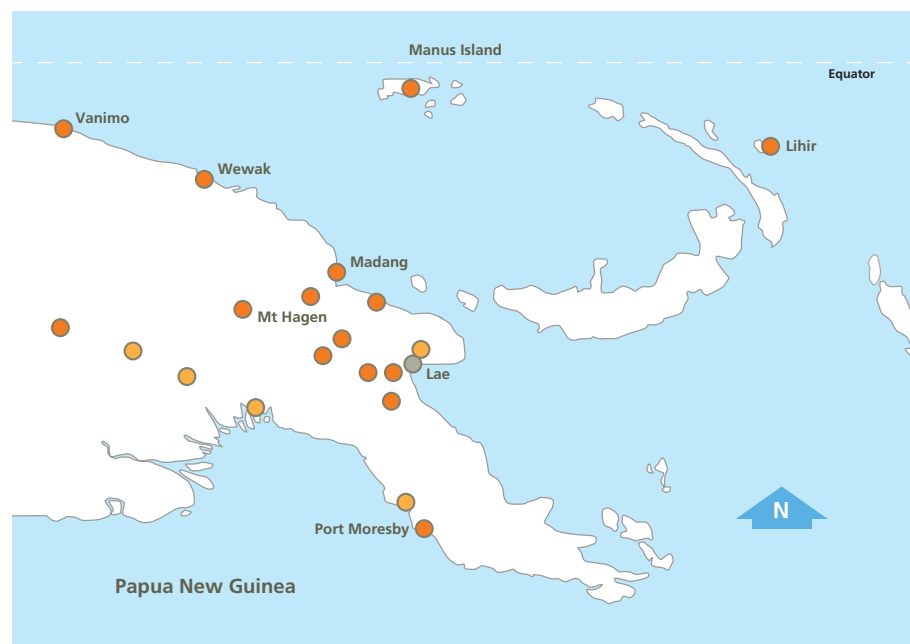 Manus Island
Equator
Vanimo
Lihir
Wewak
Madang
Mt Hagen
Lae
N
Port Moresby
Papua New Guinea